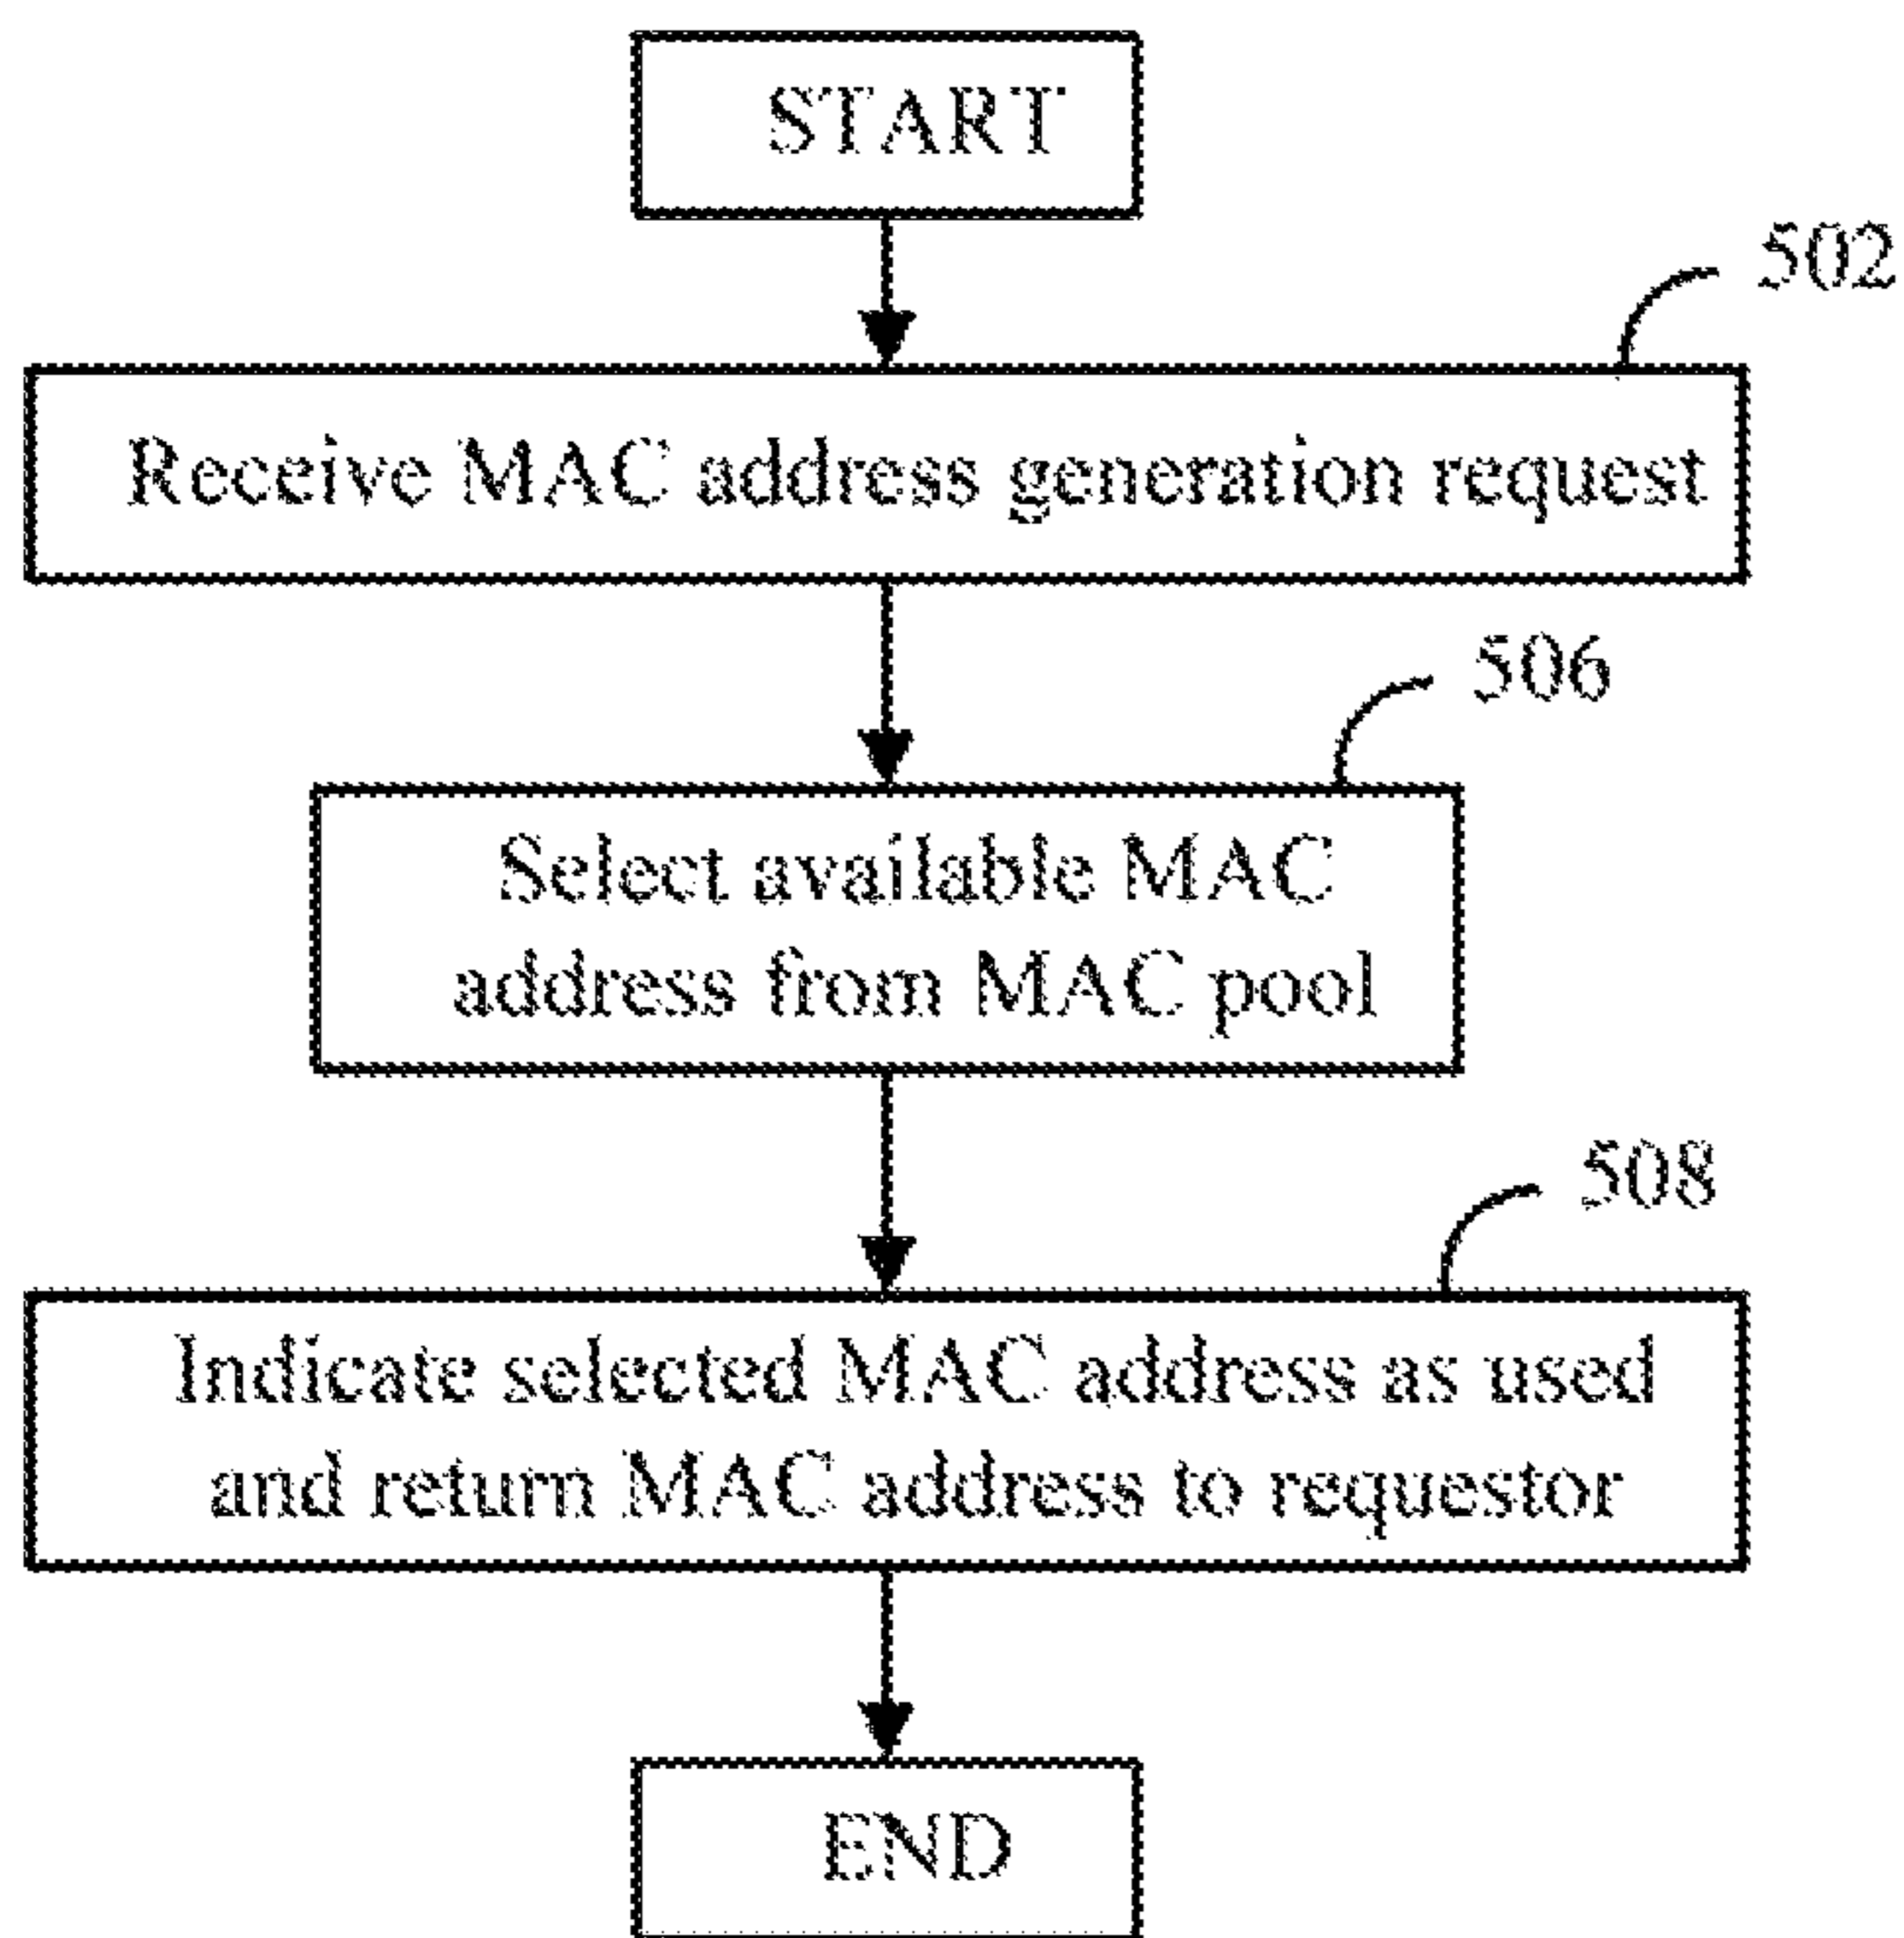 START
502
Receive MAC address generation request
506
Select available MAC
address from MAC pool
508
Indicate selected MAC address as used
and return MAC address to requestor
END